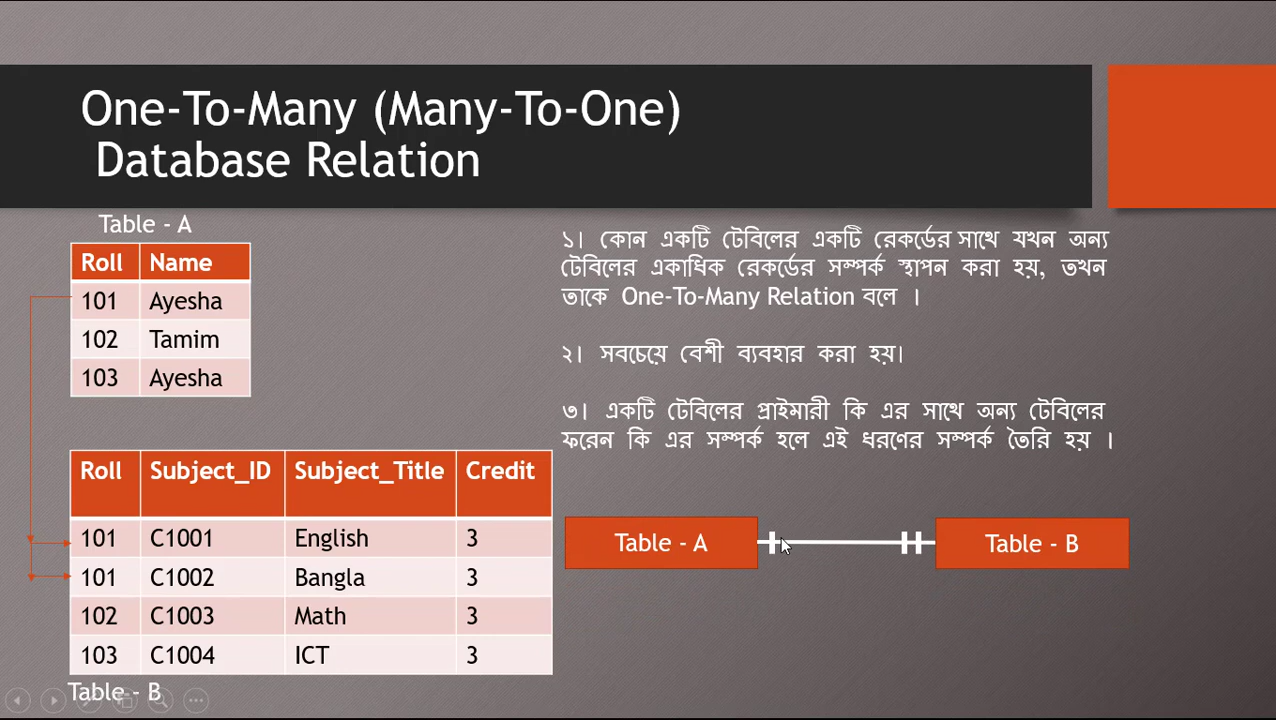 One-To-Many (Many-To-One)
Database Relation
Table - A
Roll Name
101 Ayesha
102 Tamim
103 Ayesha
Roll Subject_ID Subject_Title Credit
101 C1001 English 3
101 C1002 Bangla 3
102 C1003 Math 3
103 C1004 ICT 3
Table - B
১। কোন একটি টেবিলের একটি রেকর্ডের সাথে যখন অন্য
টেবিলের একাধিক রেকর্ডের সম্পর্ক স্থাপন করা হয়, তখন
তাকে One-To-Many Relation বলে ।
২। সবচেয়ে বেশী ব্যবহার করা হয়।
৩। একটি টেবিলের প্রাইমারী কি এর সাথে অন্য টেবিলের
ফরেন কি এর সম্পর্ক হলে এই ধরণের সম্পর্ক তৈরি হয় ।
Table - A
Table - B